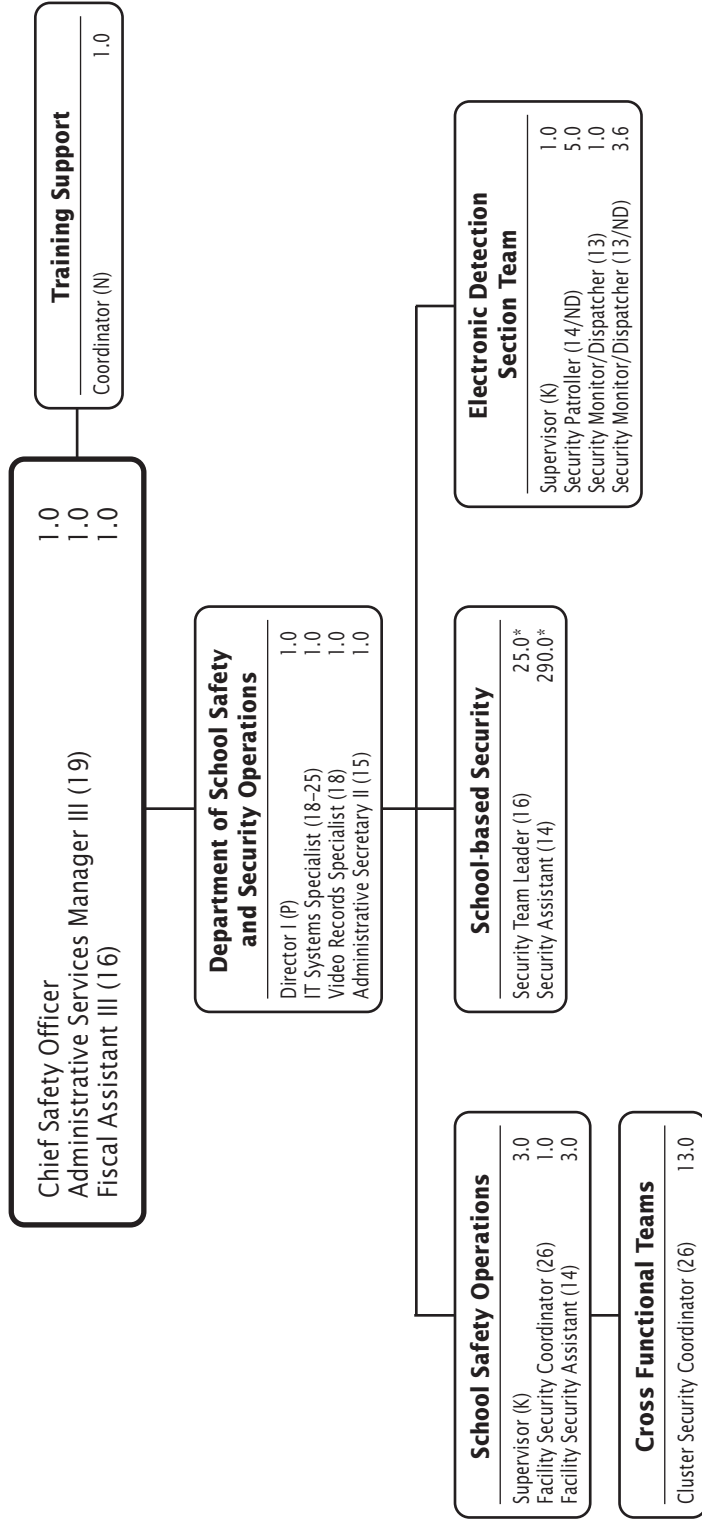 Chief Safety Officer 1.0
Administrative Services Manager III (19) 1.0
Fiscal Assistant III (16) 1.0
Training Support
Coordinator (N) 1.0
Department of School Safety
and Security Operations
Director I (P) 1.0
IT Systems Specialist (18–25) 1.0
Video Records Specialist (18) 1.0
Administrative Secretary II (15) 1.0
School Safety Operations
Supervisor (K) 3.0
Facility Security Coordinator (26) 1.0
Facility Security Assistant (14) 3.0
Cross Functional Teams
Cluster Security Coordinator (26) 13.0
School-based Security
Security Team Leader (16) 25.0*
Security Assistant (14) 290.0*
Electronic Detection
Section Team
Supervisor (K) 1.0
Security Patroller (14/ND) 5.0
Security Monitor/Dispatcher (13) 1.0
Security Monitor/Dispatcher (13/ND) 3.6